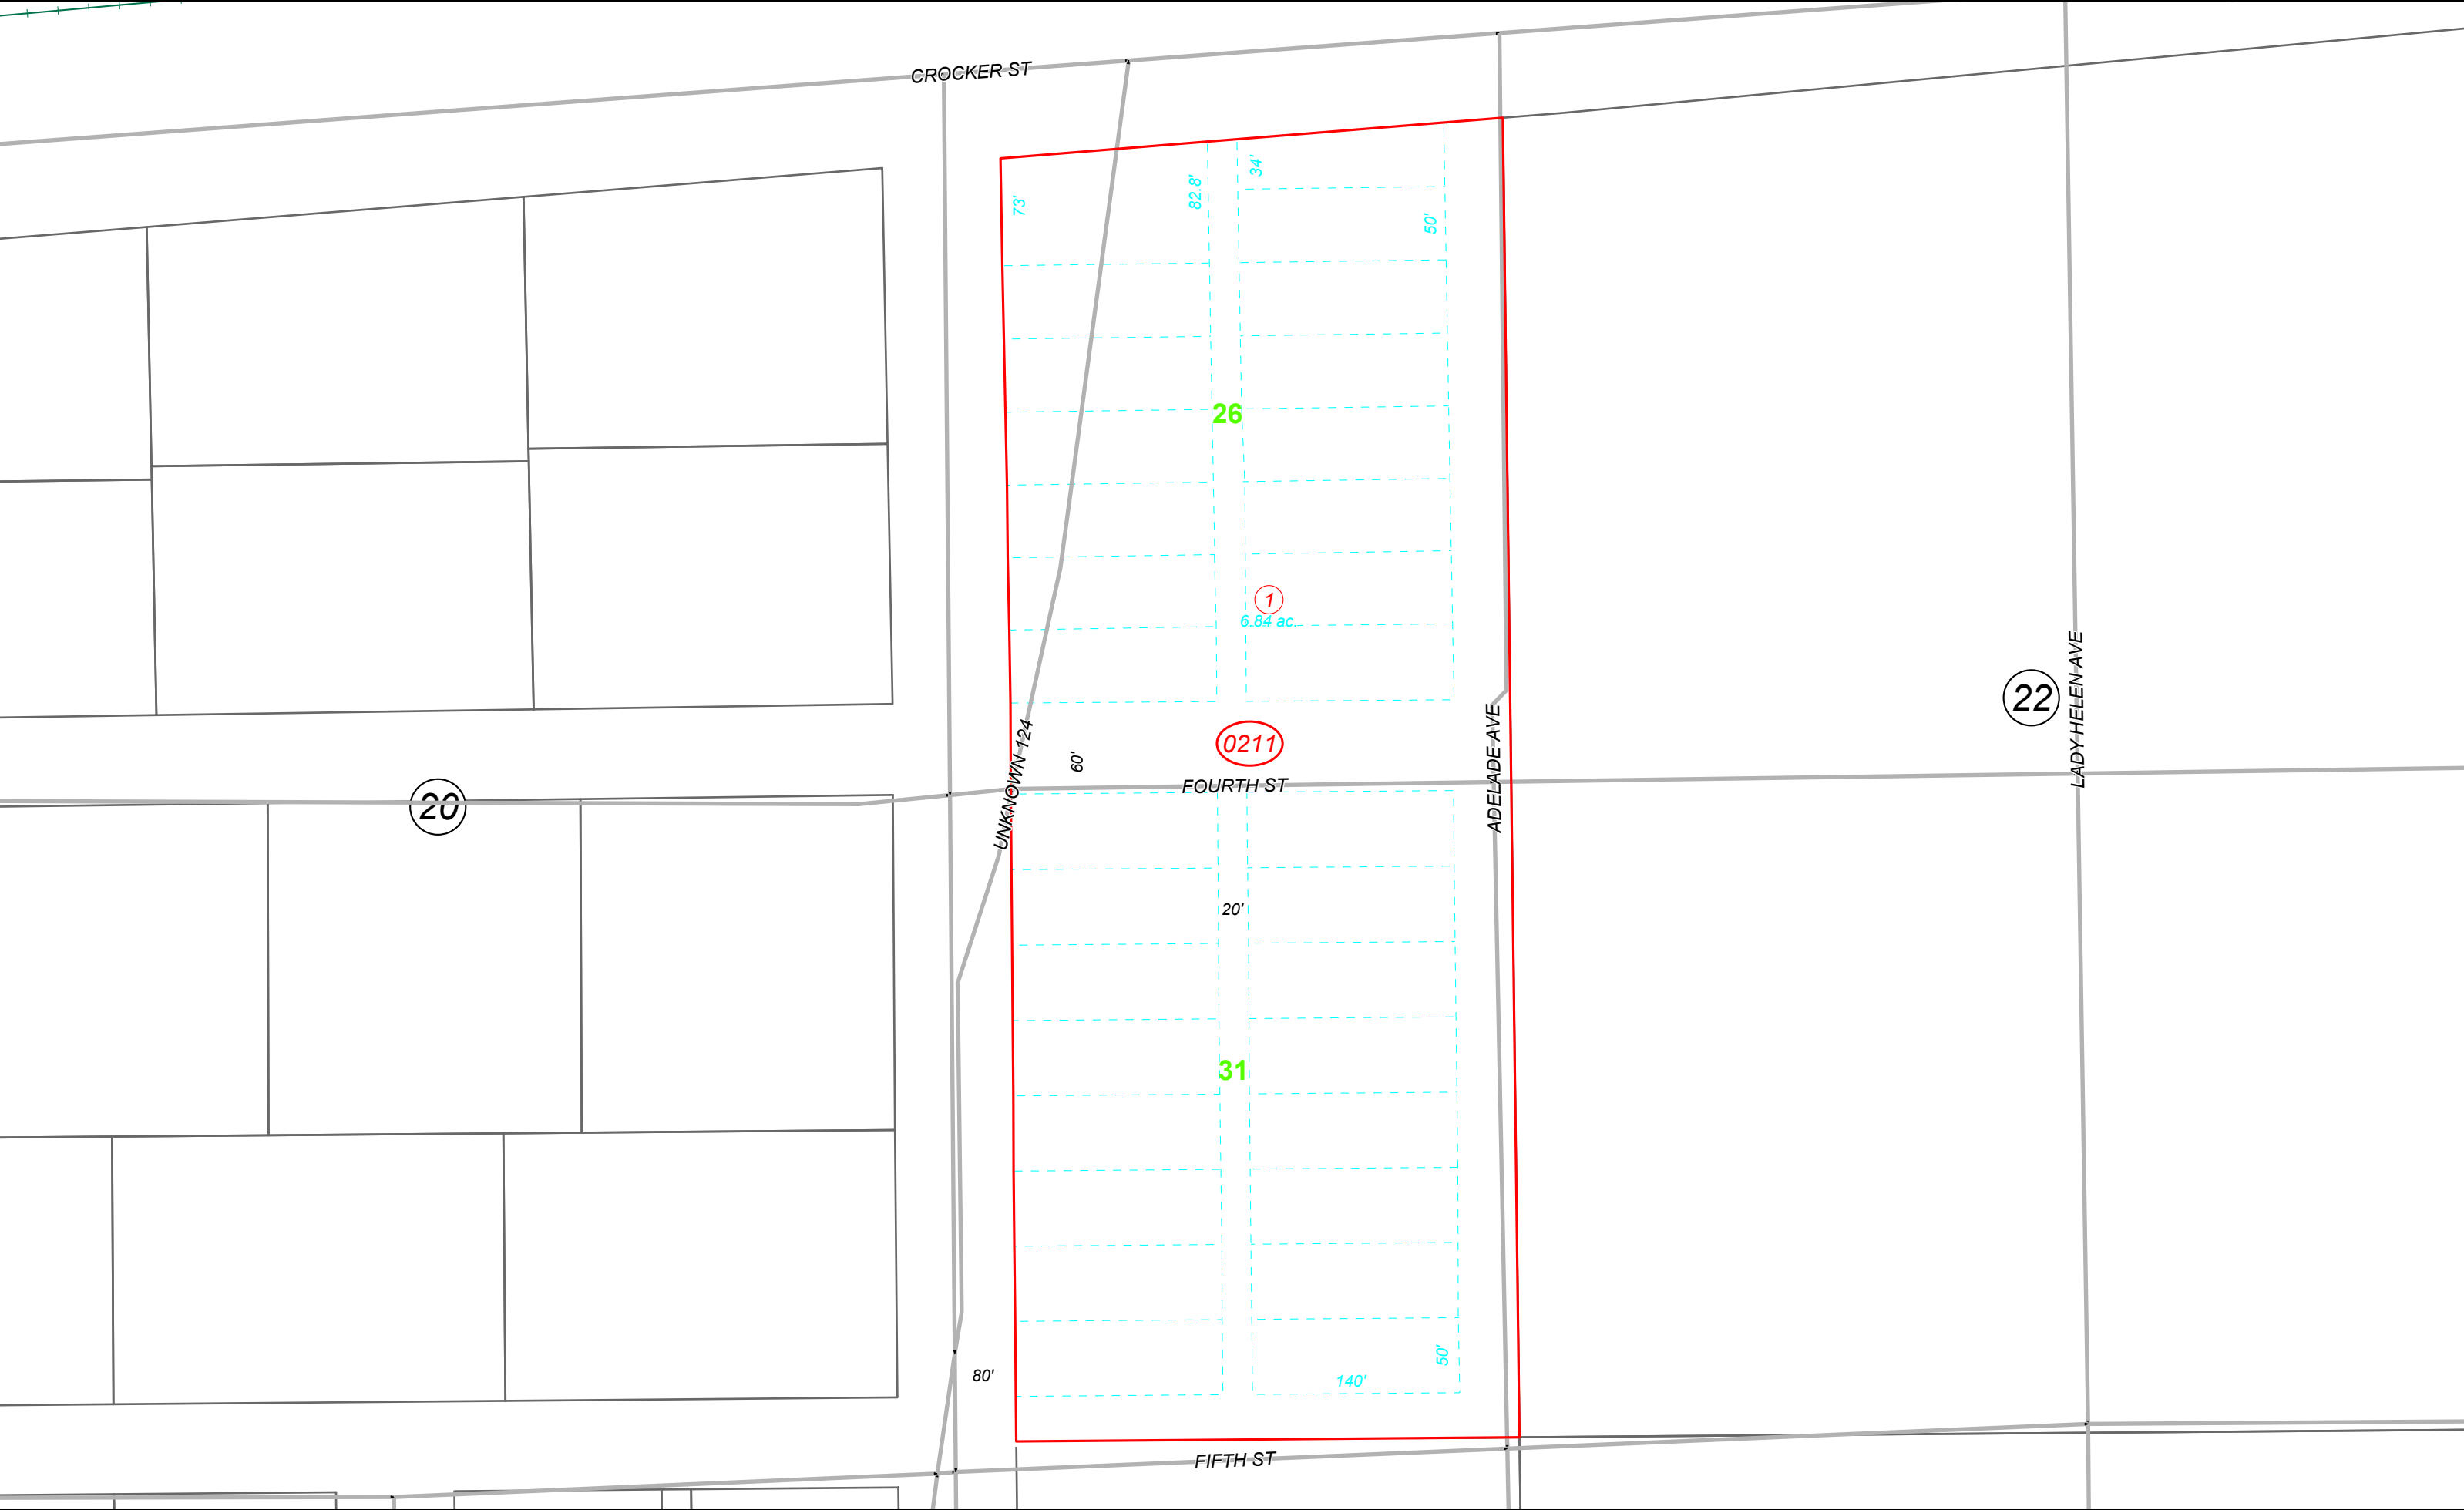 CROCKER ST
34'
82.8'
73'
50'
26
1
6.84 ac.
22
LADY HELEN AVE
UNKNOWN-124
60'
0211
ADELADE AVE
FOURTH ST
20
20'
31
50'
80'
140'
FIFTH ST